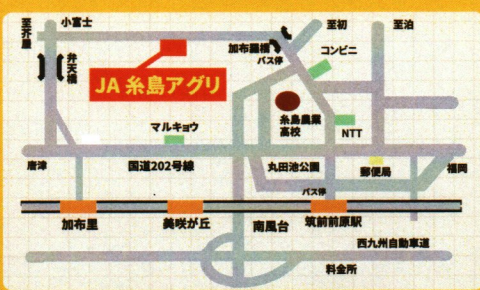 至芥屋
小富士
至初
至泊
加布羅橋
バス停
コンビニ
弁天橋
JA 糸島アグリ
糸島農業
高校
NTT
マルキョウ
唐津
国道202号線
丸田池公園
郵便局
福岡
バス停
加布里
美咲が丘
南風台
筑前前原駅
西九州自動車道
料金所